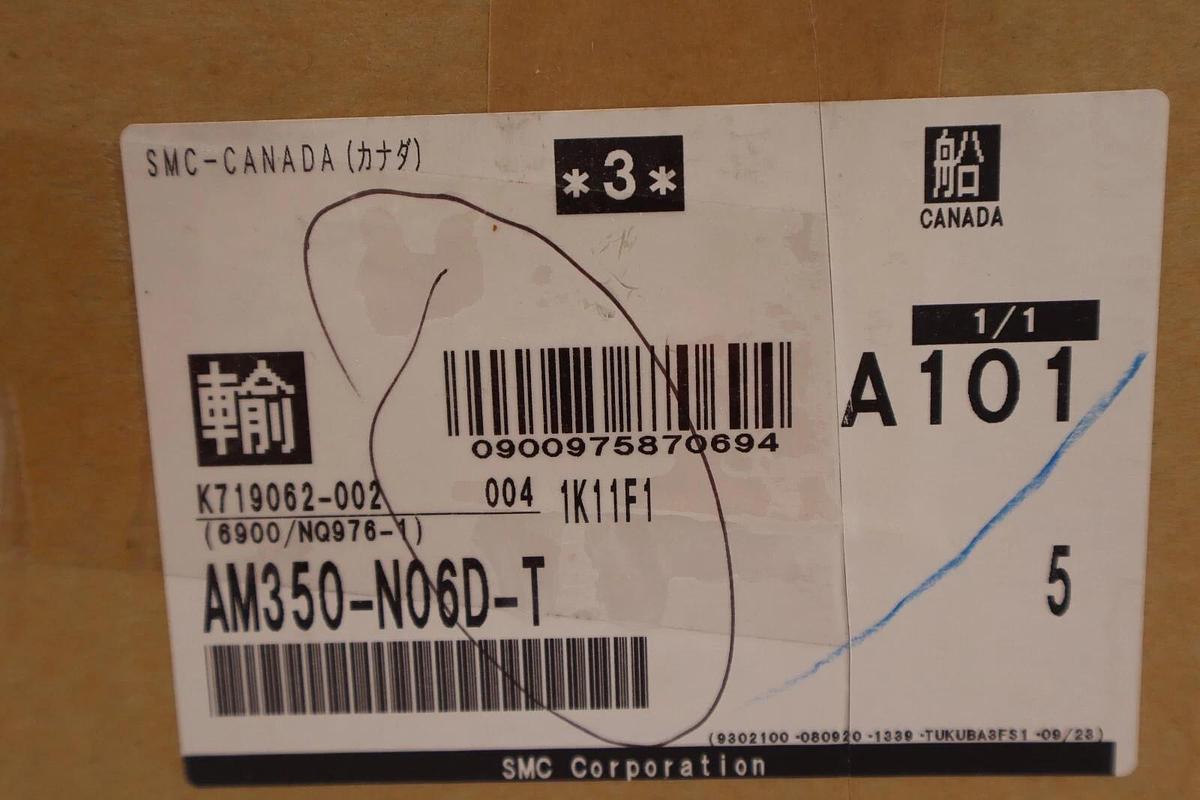 SMC-CANADA(カナダ)
*3*
船
CANADA
1/1
A101
輸
0900975870694
K719062-002 004 1K11F1
(6900/NQ976-1)
AM350-N06D-T
5
(9302100 -080920 -1339 -TUKUBA3FS1 -09/23)
SMC Corporation